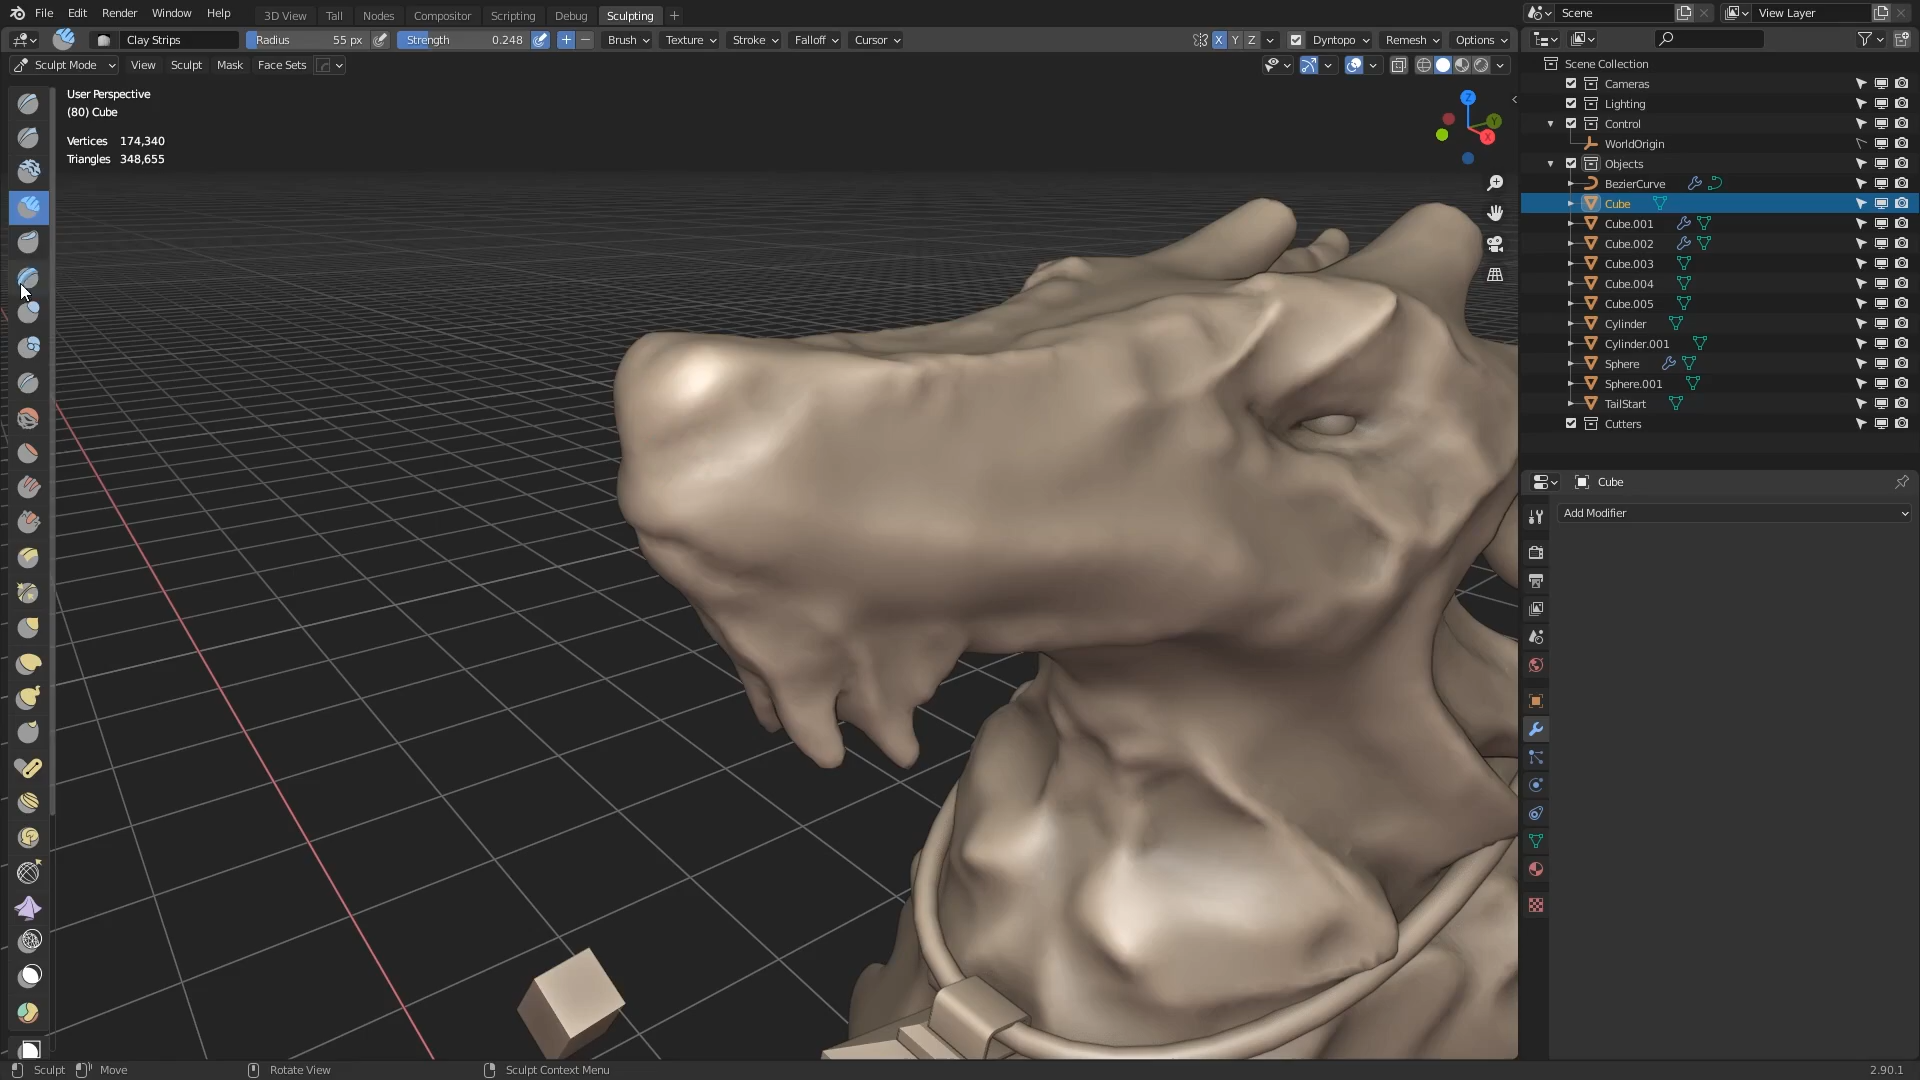 File Edit Render Window Help 3D View Tall Nodes Compositor Scripting Debug Sculpting Scene View Layer
Clay Strips Radius 55 px Strength 0.248 Brush Texture Stroke Falloff Cursor X Y Z Dyntopo Remesh Options
Sculpt Mode View Sculpt Mask Face Sets
User Perspective
(80) Cube
Vertices 174,340
Triangles 348,655
Z
Y
X
Scene Collection
Cameras
Lighting
Control
WorldOrigin
Objects
BezierCurve
Cube
Cube.001
Cube.002
Cube.003
Cube.004
Cube.005
Cylinder
Cylinder.001
Sphere
Sphere.001
TailStart
Cutters
Cube
Add Modifier
Sculpt Move Rotate View Sculpt Context Menu 2.90.1